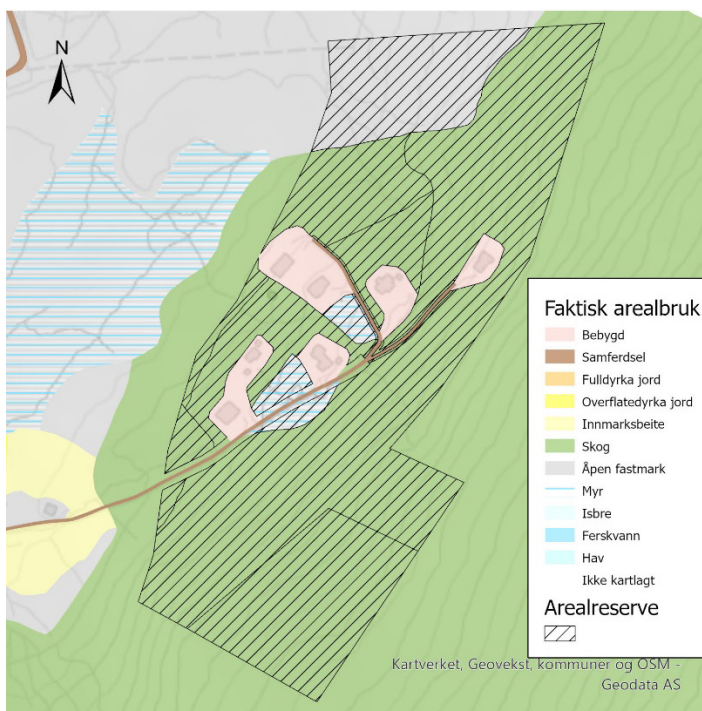 N
Faktisk arealbruk
Bebygd
Samferdsel
Fulldyrka jord
Overflatedyrka jord
Innmarksbeite
Skog
Åpen fastmark
Myr
Isbre
Ferskvann
Hav
Ikke kartlagt
Arealreserve
Kartverket, Geovekst, kommuner og OSM -
Geodata AS